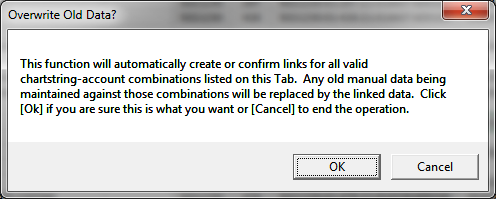 Overwrite Old Data?
This function will automatically create or confirm links for all valid
chartstring-account combinations listed on this Tab.  Any old manual data being
maintained against those combinations will be replaced by the linked data.  Click
[Ok] if you are sure this is what you want or [Cancel] to end the operation.
OK
Cancel